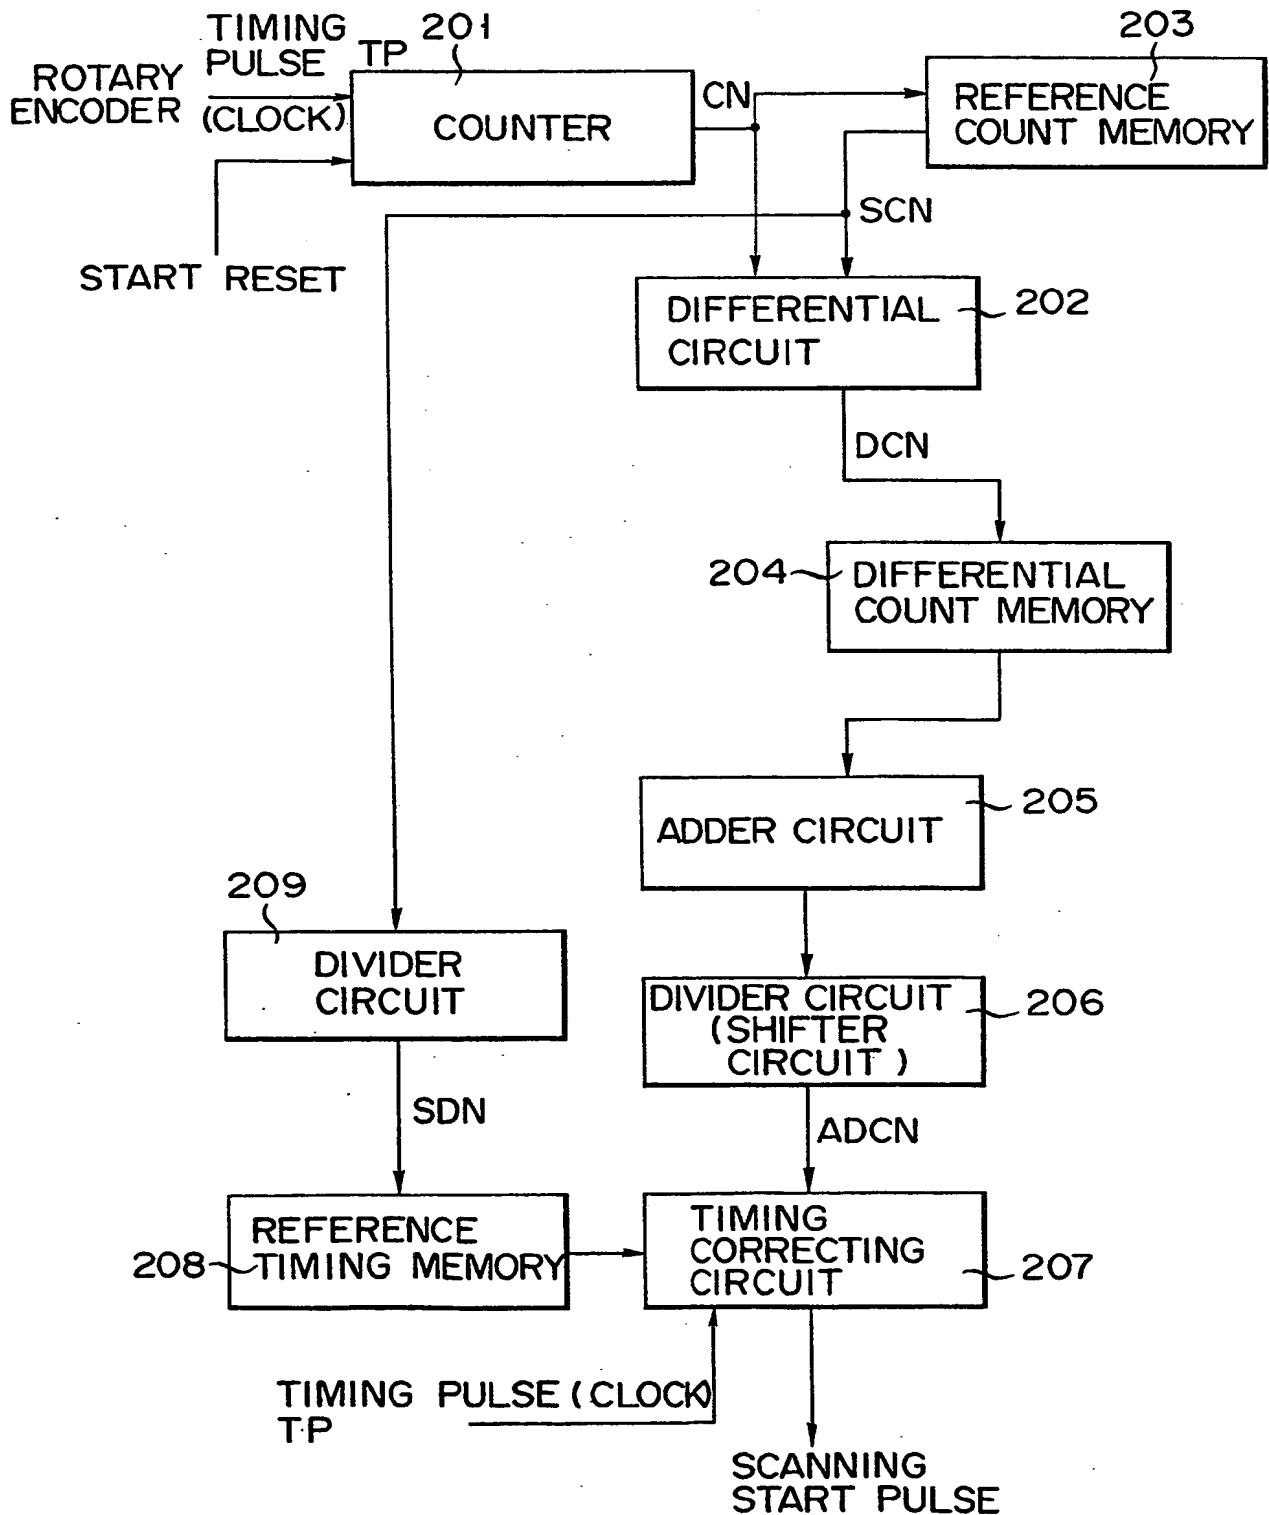 TIMING
PULSE
TP
201
203
ROTARY
ENCODER
(CLOCK)
COUNTER
CN
REFERENCE
COUNT MEMORY
SCN
START RESET
DIFFERENTIAL
CIRCUIT
202
DCN
204
DIFFERENTIAL
COUNT MEMORY
ADDER CIRCUIT
205
209
DIVIDER
CIRCUIT
DIVIDER CIRCUIT
(SHIFTER
CIRCUIT)
206
SDN
ADCN
REFERENCE
TIMING MEMORY
208
TIMING
CORRECTING
CIRCUIT
207
TIMING PULSE (CLOCK)
TP
SCANNING
START PULSE